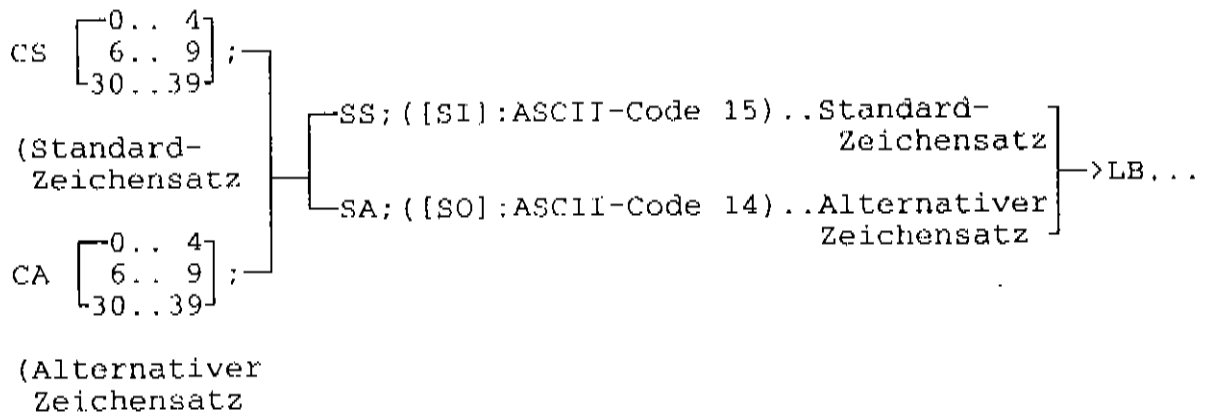 0.. 4
CS 6.. 9 ;
30..39
SS;([SI]:ASCII-Code 15)..Standard-
(Standard-
Zeichensatz
Zeichensatz
>LB...
SA;([SO]:ASCII-Code 14)..Alternativer
Zeichensatz
0.. 4
CA 6.. 9 ;
30..39
(Alternativer
Zeichensatz